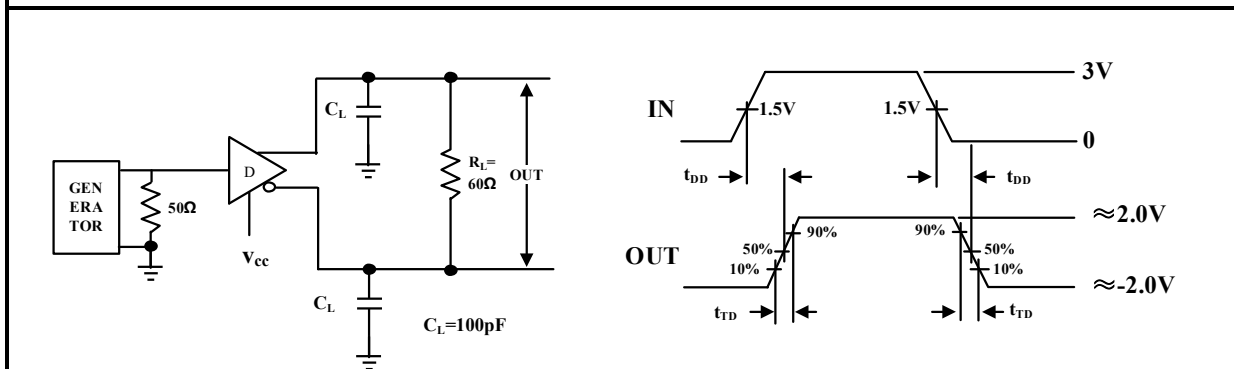 C_L
D
R_L=
60Ω
OUT
GEN
ERA
TOR
50Ω
v_cc
C_L
C_L=100pF
IN
1.5V
1.5V
3V
0
t_DD
t_DD
OUT
90%
50%
10%
90%
50%
10%
≈2.0V
≈-2.0V
t_TD
t_TD